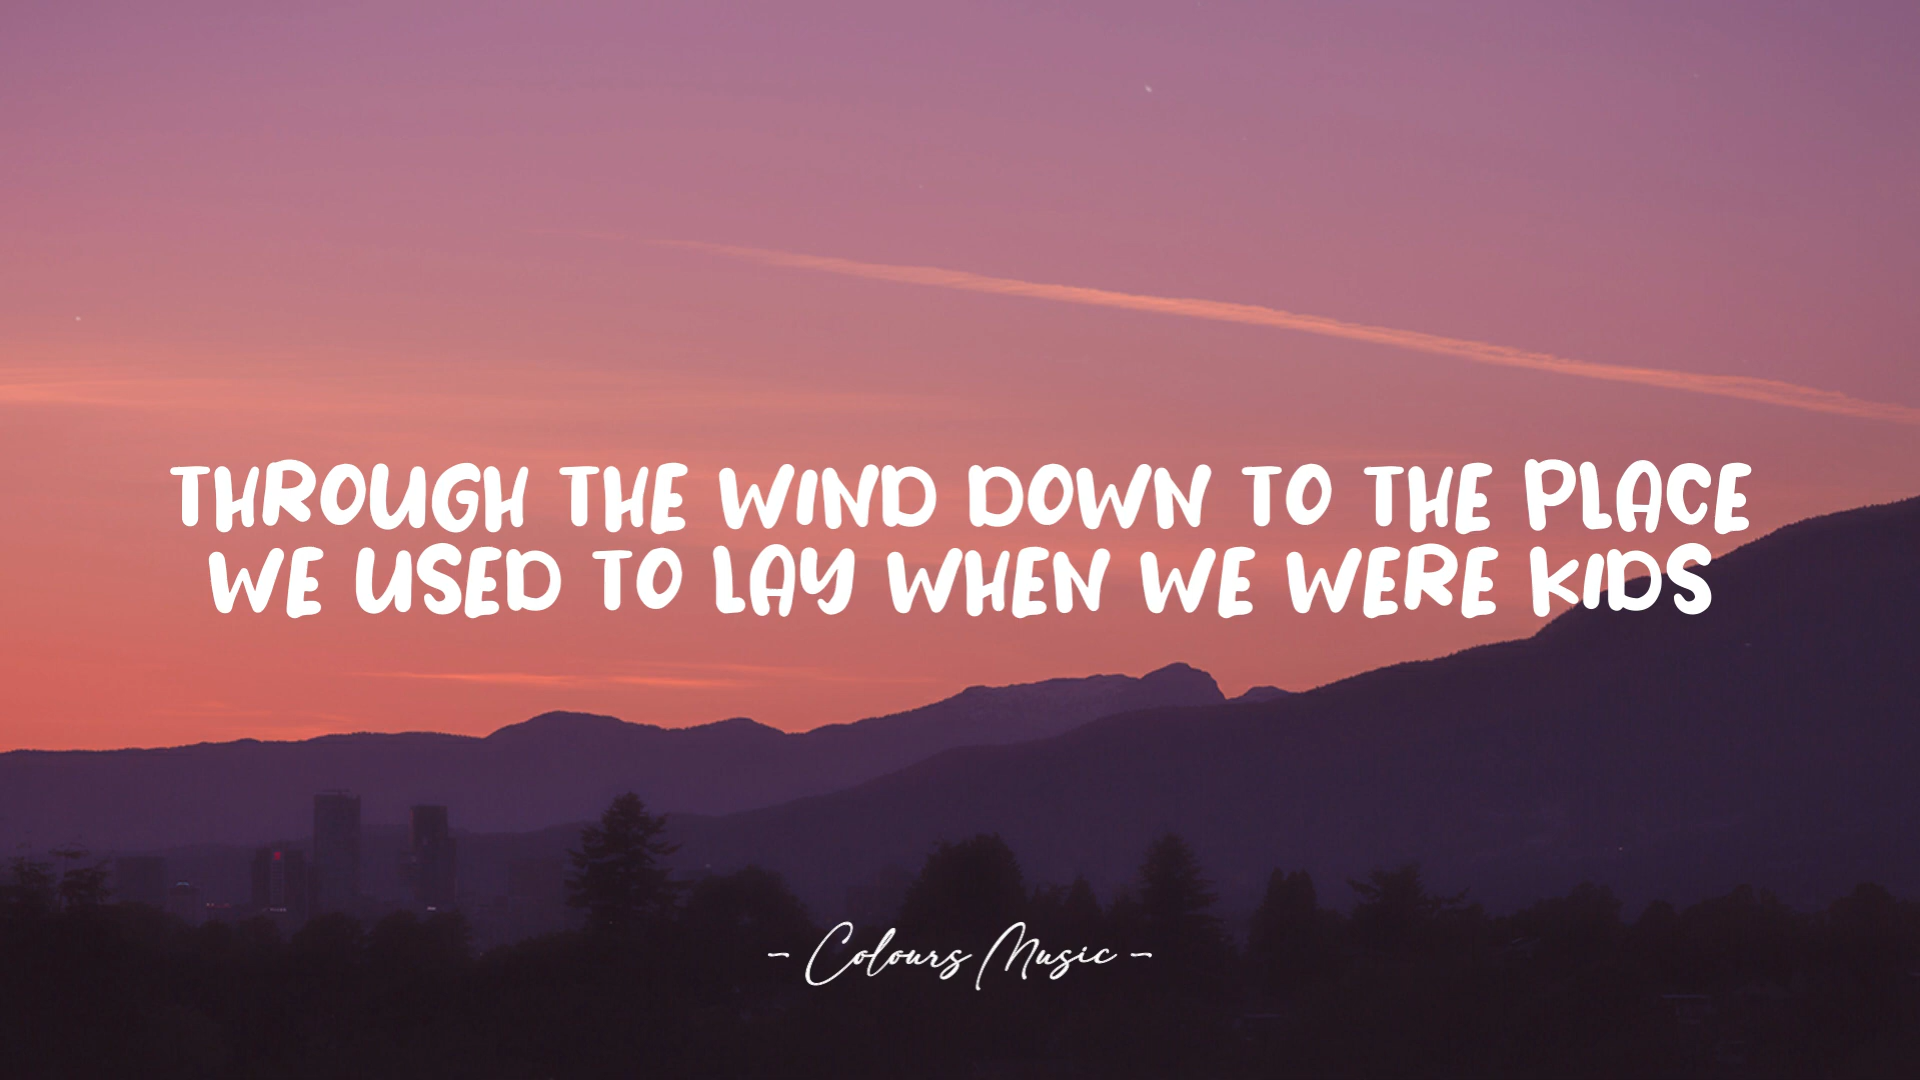 THROUGH THE WIND DOWN TO THE PLACE
WE USED TO LAY WHEN WE WERE KIDS
- Colours Music -